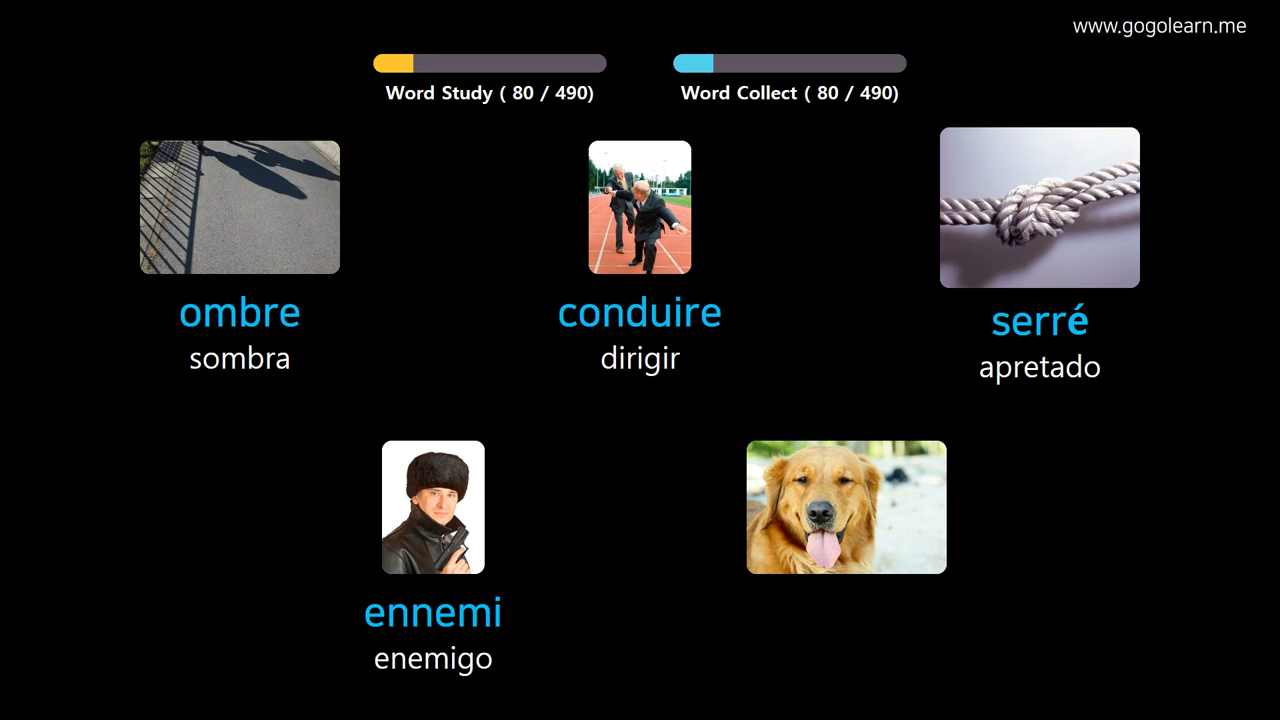 www.gogolearn.me
Word Study ( 80 / 490)
Word Collect ( 80 / 490)
ombre
sombra
conduire
dirigir
serré
apretado
ennemi
enemigo